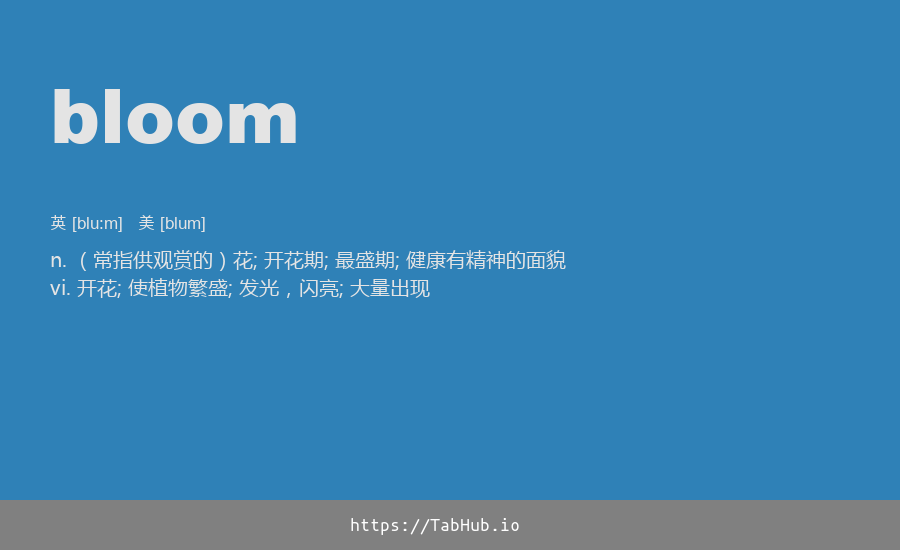 bloom
英 [blu:m] 美 [blum]
n. （常指供观赏的）花; 开花期; 最盛期; 健康有精神的面貌
vi. 开花; 使植物繁盛; 发光，闪亮; 大量出现
https://TabHub.io